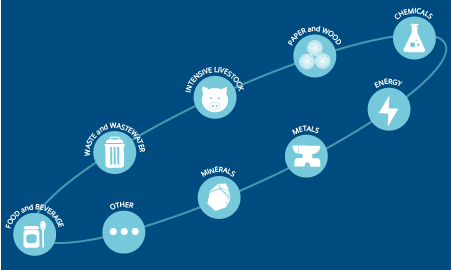 CHEMICALS
PAPER and WOOD
ENERGY
INTENSIVE LIVESTOCK
METALS
WASTE and WASTEWATER
MINERALS
OTHER
FOOD and BEVERAGE